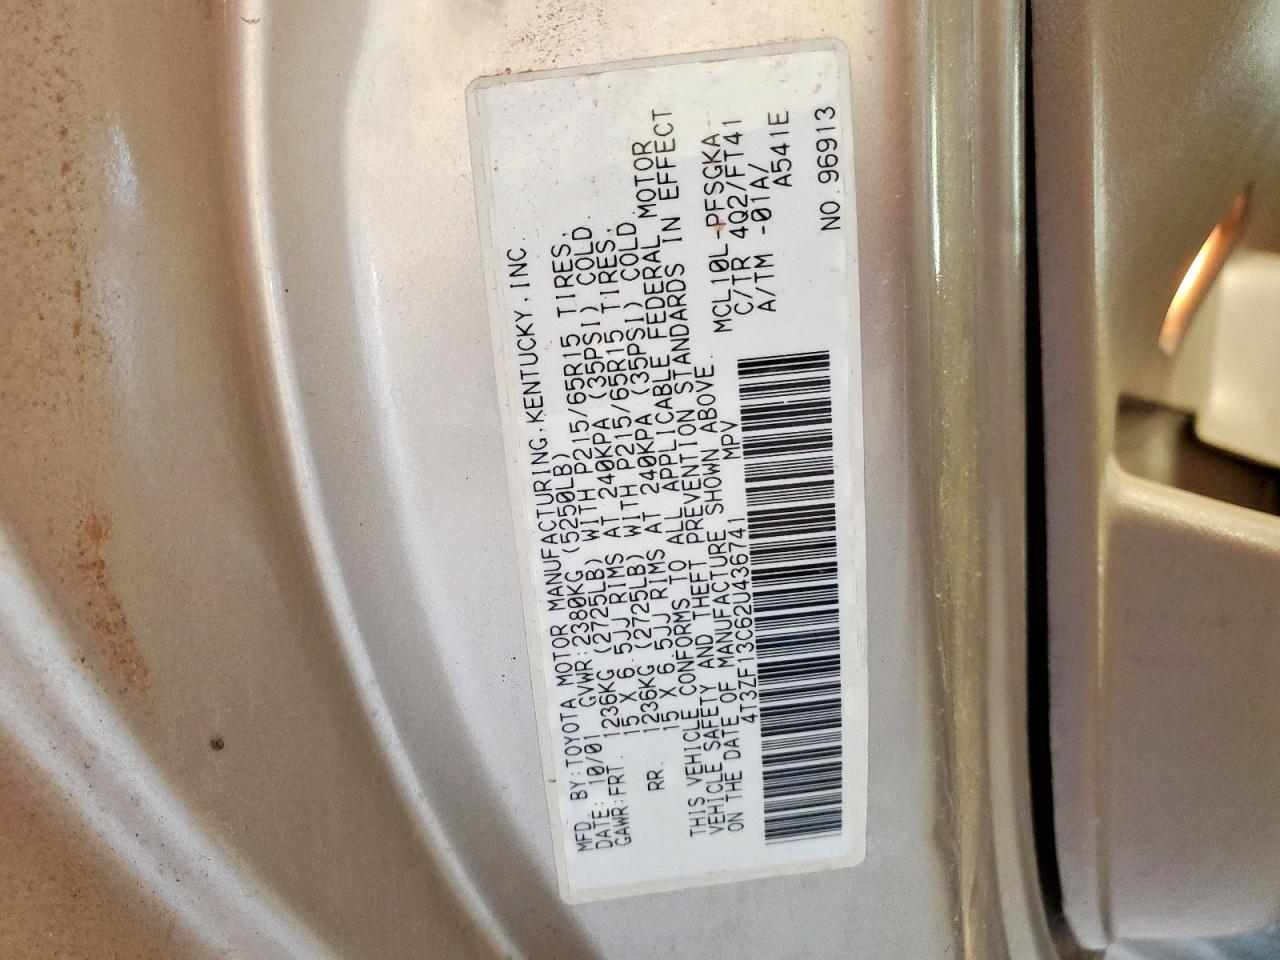 MFD. BY:TOYOTA MOTOR MANUFACTURING.KENTUCKY.INC.
DATE: 10/01 GVWR:2380KG (5250LB)
GAWR:FRT. 1236KG (2725LB) WITH P215/65R15 TIRES.
15 X 6.5JJ RIMS AT 240KPA (35PSI) COLD.
RR. 1236KG (2725LB) WITH P215/65R15 TIRES.
15 X 6.5JJ RIMS AT 240KPA (35PSI) COLD.
THIS VEHICLE CONFORMS TO ALL APPLICABLE FEDERAL MOTOR
VEHICLE SAFETY AND THEFT PREVENTION STANDARDS IN EFFECT
ON THE DATE OF MANUFACTURE SHOWN ABOVE.
4T3ZF13C62U436741 MPV
MCL10L-PFSGKA
C/TR 4Q2/FT41
A/TM -01A/
A541E
NO.96913